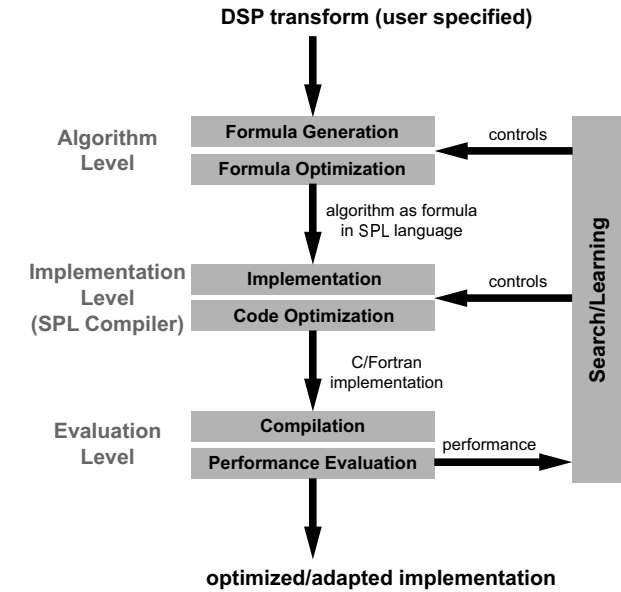 DSP transform (user specified)
Algorithm
Level
Formula Generation
Formula Optimization
controls
algorithm as formula
in SPL language
Implementation
Level
(SPL Compiler)
Implementation
Code Optimization
controls
Search/Learning
C/Fortran
implementation
Evaluation
Level
Compilation
Performance Evaluation
performance
optimized/adapted implementation